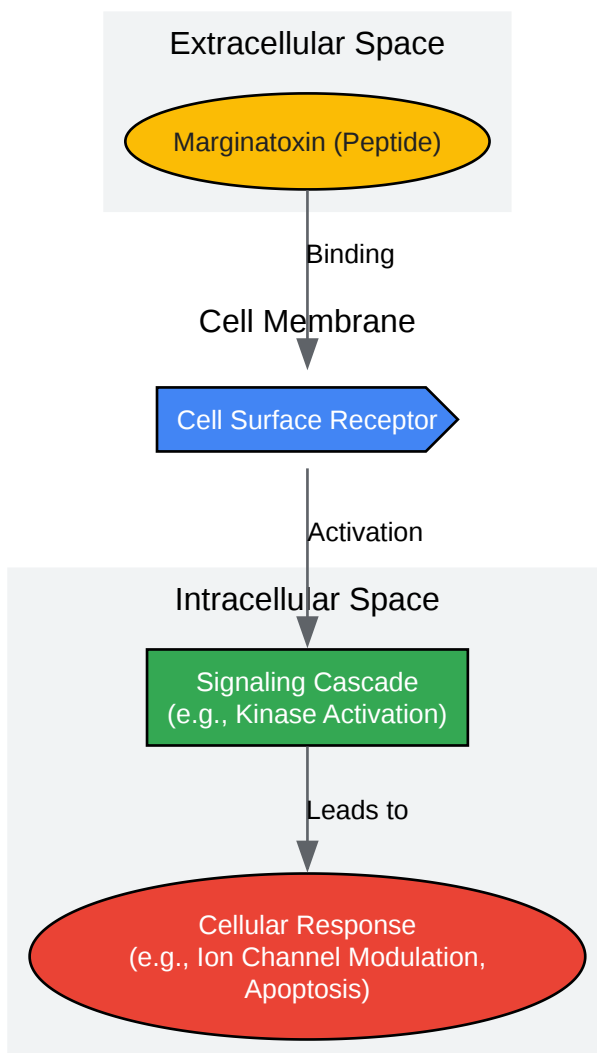 Extracellular Space
Marginatoxin (Peptide)
Binding
Cell Membrane
Cell Surface Receptor
Activation
Intracellular Space
Signaling Cascade
(e.g., Kinase Activation)
Leads to
Cellular Response
(e.g., Ion Channel Modulation,
Apoptosis)